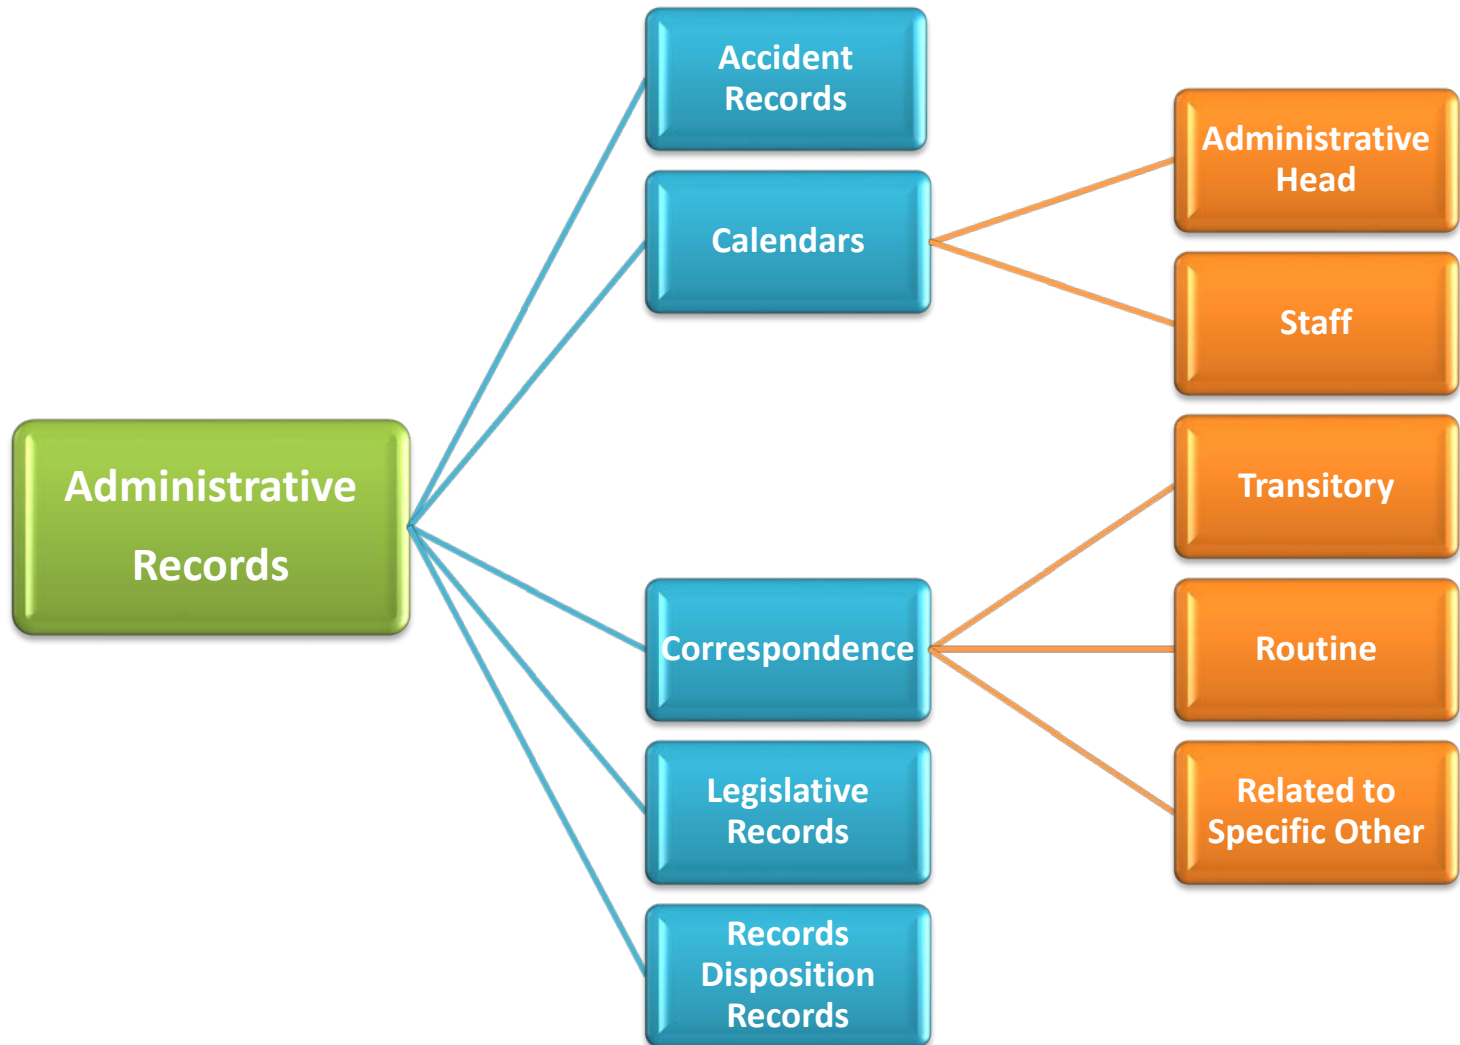 Administrative
Records
Accident
Records
Calendars
Administrative
Head
Staff
Correspondence
Transitory
Routine
Related to
Specific Other
Legislative
Records
Records
Disposition
Records